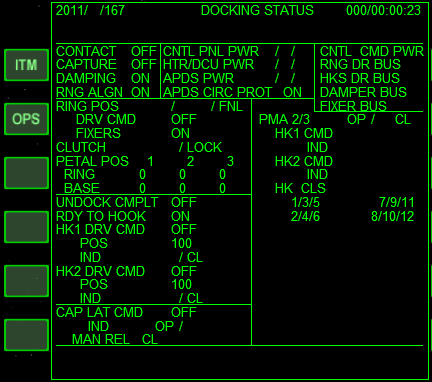 2011/ /167 DOCKING STATUS 000/00:00:23
ITM
OPS
CONTACT OFF CNTL PNL PWR / / CNTL CMD PWR
CAPTURE OFF HTR/DCU PWR / / RNG DR BUS
DAMPING ON APDS PWR / / HKS DR BUS
RNG ALGN ON APDS CIRC PROT ON DAMPER BUS
RING POS / / FNL FIXER BUS
DRV CMD OFF PMA 2/3 OP / CL
FIXERS ON HK1 CMD
CLUTCH / LOCK IND
PETAL POS 1 2 3 HK2 CMD
RING 0 0 0 IND
BASE 0 0 0 HK CLS
UNDOCK CMPLT OFF 1/3/5 7/9/11
RDY TO HOOK ON 2/4/6 8/10/12
HK1 DRV CMD OFF
POS 100
IND / CL
HK2 DRV CMD OFF
POS 100
IND / CL
CAP LAT CMD OFF
IND OP /
MAN REL CL